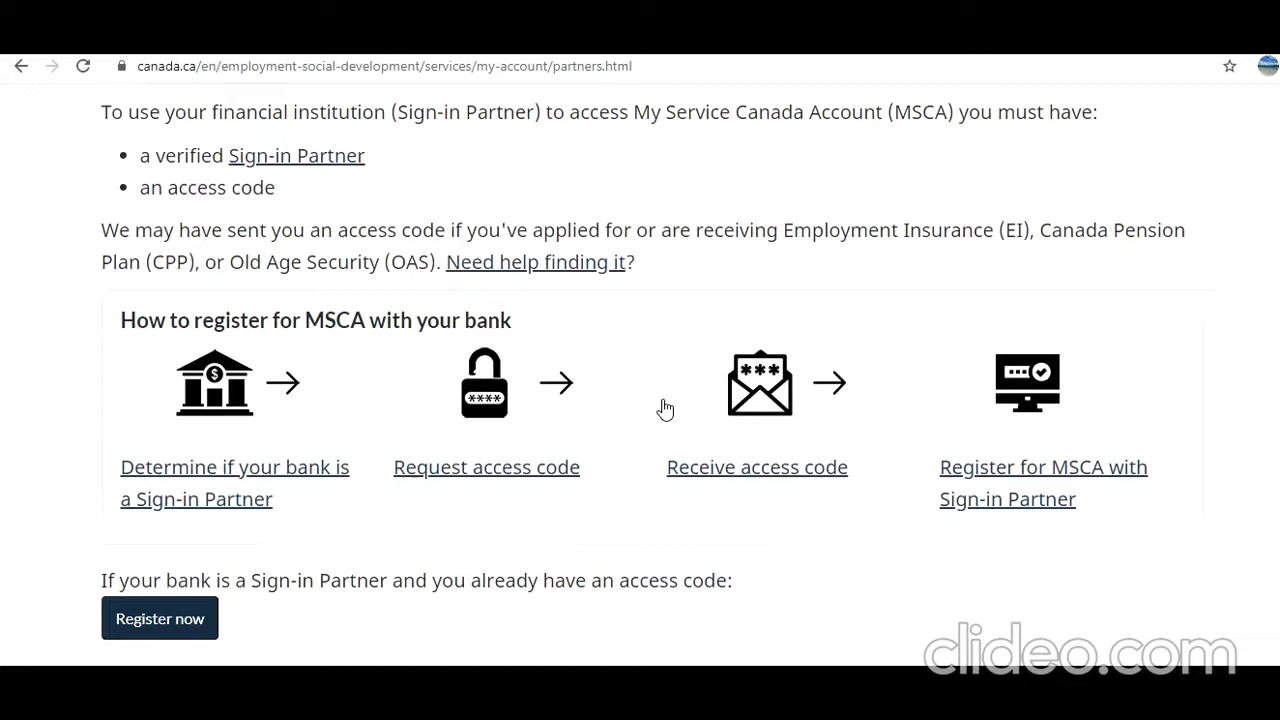 canada.ca/en/employment-social-development/services/my-account/partners.html
To use your financial institution (Sign-in Partner) to access My Service Canada Account (MSCA) you must have:
• a verified Sign-in Partner
• an access code
We may have sent you an access code if you've applied for or are receiving Employment Insurance (EI), Canada Pension
Plan (CPP), or Old Age Security (OAS). Need help finding it?
How to register for MSCA with your bank
$
****
***
Determine if your bank is
a Sign-in Partner
Request access code
Receive access code
Register for MSCA with
Sign-in Partner
If your bank is a Sign-in Partner and you already have an access code:
Register now
clideo.com